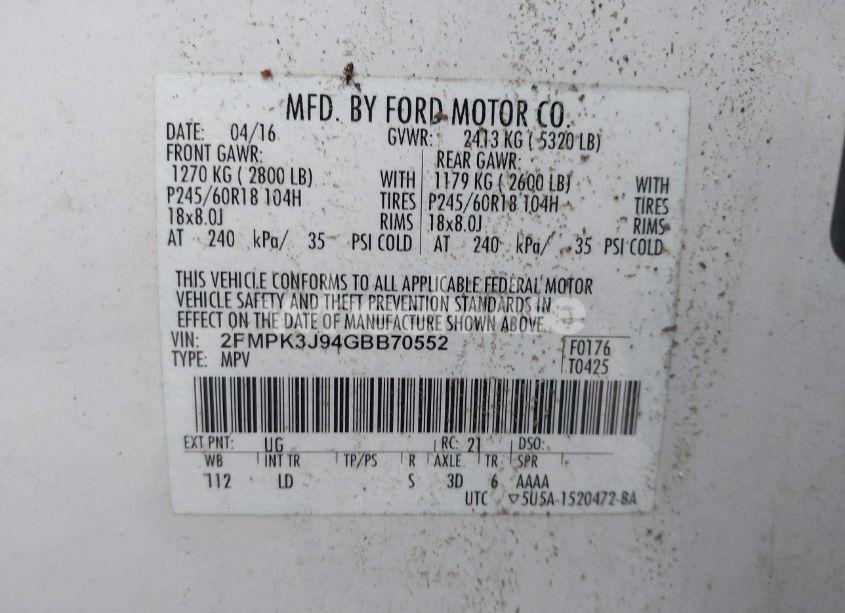 MFD. BY FORD MOTOR CO.
DATE: 04/16 GVWR: 2413 KG ( 5320 LB)
FRONT GAWR: REAR GAWR:
1270 KG ( 2800 LB) WITH 1179 KG ( 2600 LB) WITH
P245/60R18 104H TIRES P245/60R18 104H TIRES
18x8.0J RIMS 18x8.0J RIMS
AT 240 kPa/ 35 PSI COLD AT 240 kPa/ 35 PSI COLD
THIS VEHICLE CONFORMS TO ALL APPLICABLE FEDERAL MOTOR
VEHICLE SAFETY AND THEFT PREVENTION STANDARDS IN
EFFECT ON THE DATE OF MANUFACTURE SHOWN ABOVE.
VIN: 2FMPK3J94GBB70552 F0176
TYPE: MPV T0425
EXT PNT: UG RC: 21 DSO:
WB INT TR TP/PS R AXLE TR SPR
112 LD S 3D 6 AAAA
UTC ▽5U5A-1520472-BA